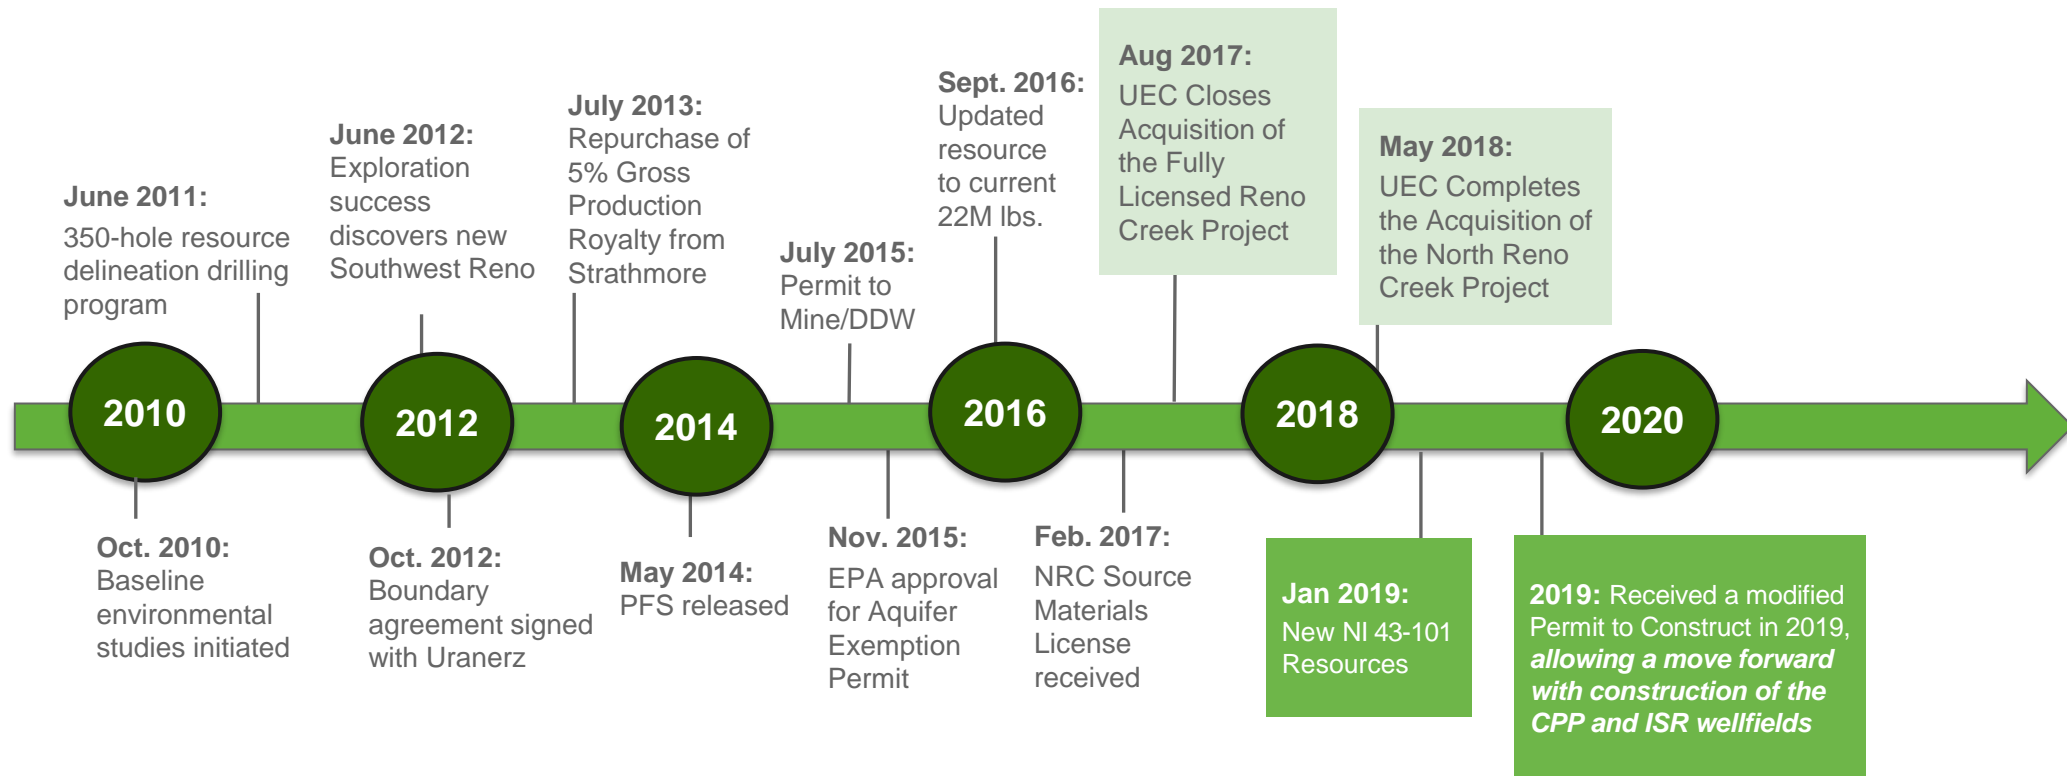 June 2011:
350-hole resource
delineation drilling
program
June 2012:
Exploration
success
discovers new
Southwest Reno
July 2013:
Repurchase of
5% Gross
Production
Royalty from
Strathmore
July 2015:
Permit to
Mine/DDW
Sept. 2016:
Updated
resource
to current
22M lbs.
Aug 2017:
UEC Closes
Acquisition of
the Fully
Licensed Reno
Creek Project
May 2018:
UEC Completes
the Acquisition of
the North Reno
Creek Project
2010
2012
2014
2016
2018
2020
Oct. 2010:
Baseline
environmental
studies initiated
Oct. 2012:
Boundary
agreement signed
with Uranerz
May 2014:
PFS released
Nov. 2015:
EPA approval
for Aquifer
Exemption
Permit
Feb. 2017:
NRC Source
Materials
License
received
Jan 2019:
New NI 43-101
Resources
2019: Received a modified
Permit to Construct in 2019,
allowing a move forward
with construction of the
CPP and ISR wellfields